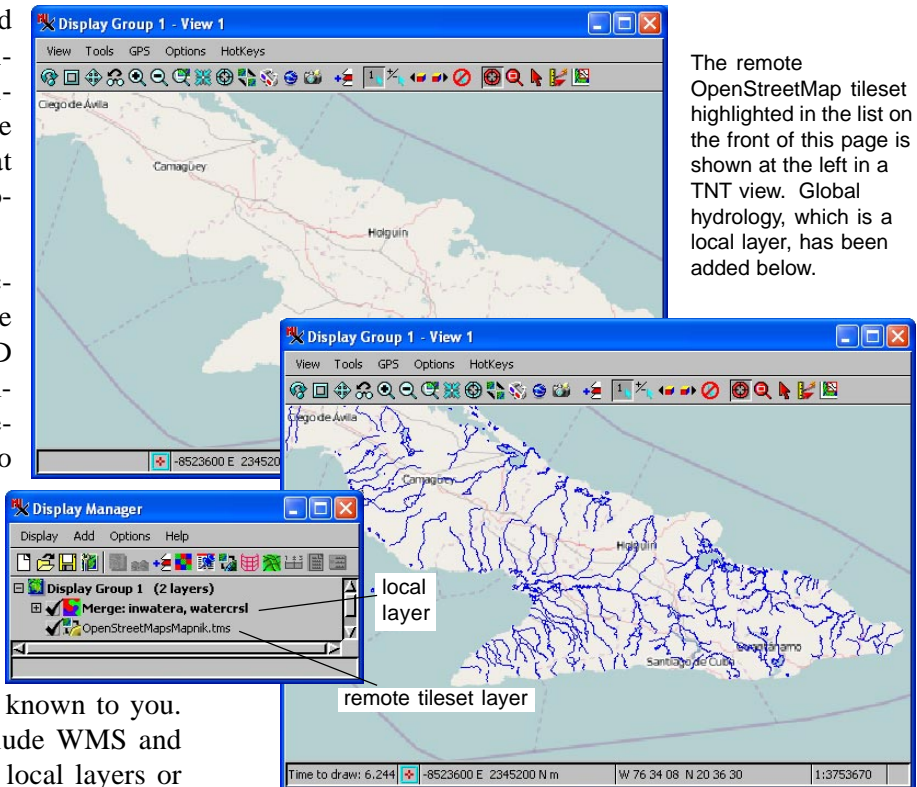 Display Group 1 - View 1
View Tools GPS Options HotKeys
Ciego de Ávila
Camagüey
Holguin
-8523600 E 234520
The remote
OpenStreetMap tileset
highlighted in the list on
the front of this page is
shown at the left in a
TNT view. Global
hydrology, which is a
local layer, has been
added below.
Display Group 1 - View 1
View Tools GPS Options HotKeys
Ciego de Ávila
Camagüey
Holguin
Guantánamo
Santiago de Cuba
Time to draw: 6.244 -8523600 E 2345200 N m W 76 34 08 N 20 36 30 1:3753670
Display Manager
Display Add Options Help
Display Group 1 (2 layers)
Merge: inwatera, watercrsl
OpenStreetMapsMapnik.tms
local
layer
remote tileset layer
known to you.
lude WMS and
local layers or